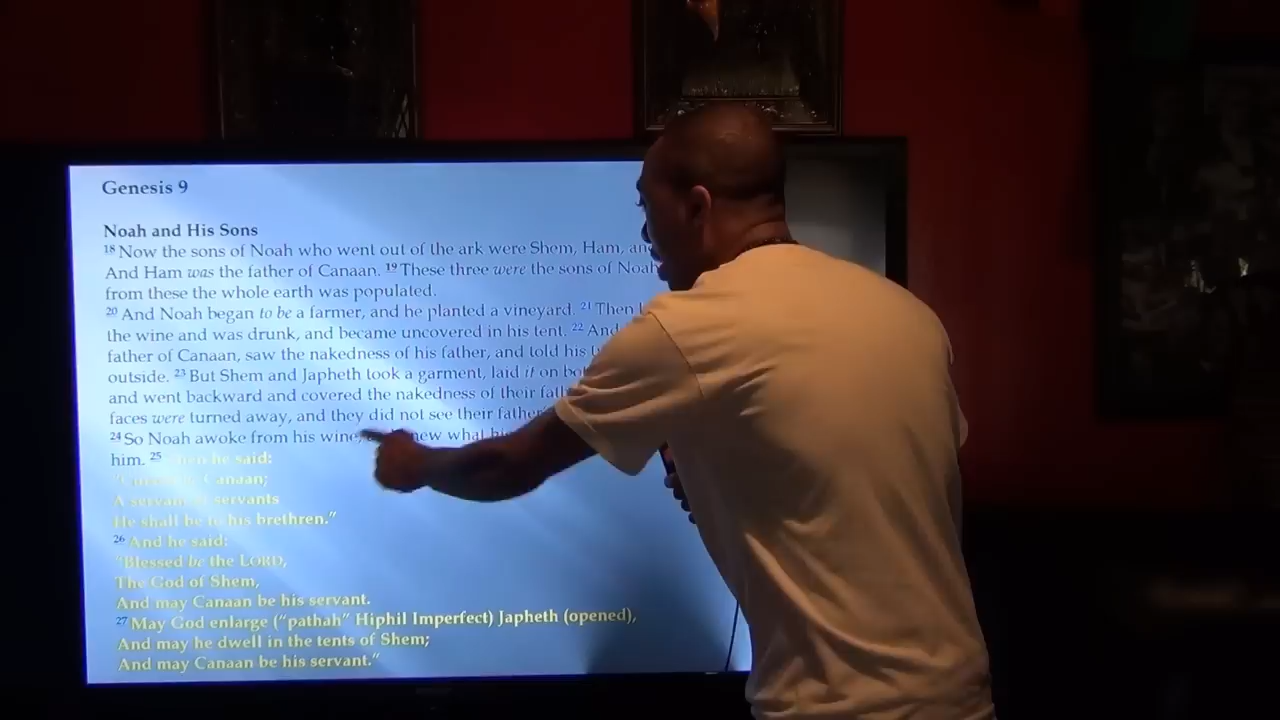 Genesis 9
Noah and His Sons
18 Now the sons of Noah who went out of the ark were Shem, Ham, and
And Ham was the father of Canaan. 19 These three were the sons of Noah
from these the whole earth was populated.
20 And Noah began to be a farmer, and he planted a vineyard. 21 Then
the wine and was drunk, and became uncovered in his tent. 22 And
father of Canaan, saw the nakedness of his father, and told his
outside. 23 But Shem and Japheth took a garment, laid it on
and went backward and covered the nakedness of their
faces were turned away, and they did not see their
24 So Noah awoke from his wine, knew what
him. 25 Then he said:
Canaan;
A servant of servants
He shall be to his brethren."
26 And he said:
"Blessed be the LORD,
The God of Shem,
And may Canaan be his servant.
27 May God enlarge ("pathah" Hiphil Imperfect) Japheth (opened),
And may he dwell in the tents of Shem;
And may Canaan be his servant."